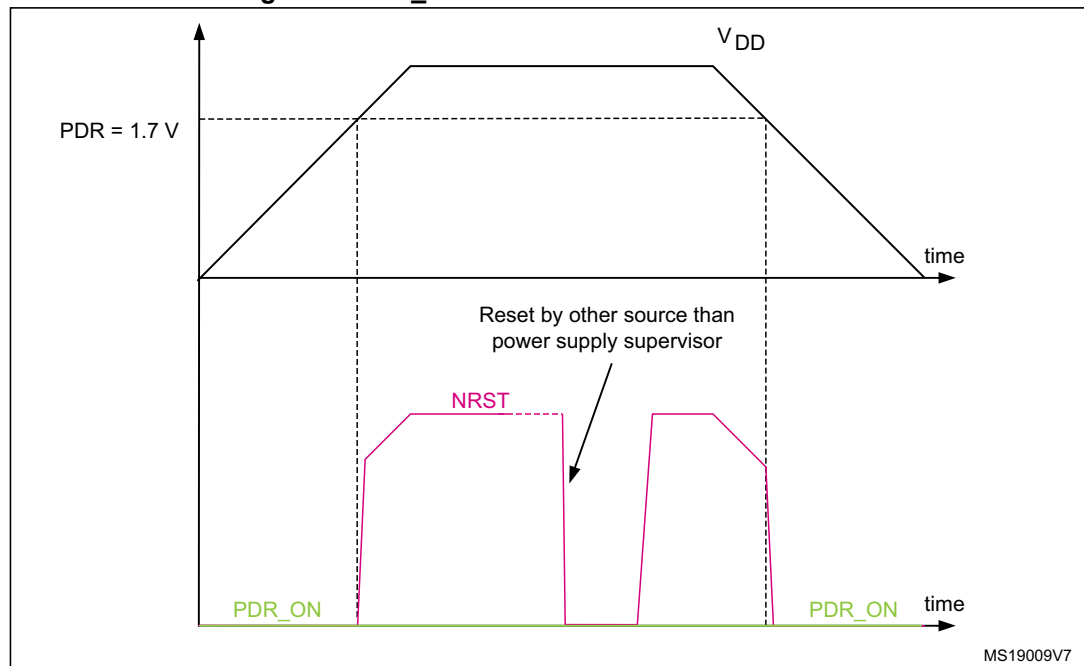 V DD
PDR = 1.7 V
time
Reset by other source than
power supply supervisor
NRST
PDR_ON
PDR_ON
time
MS19009V7